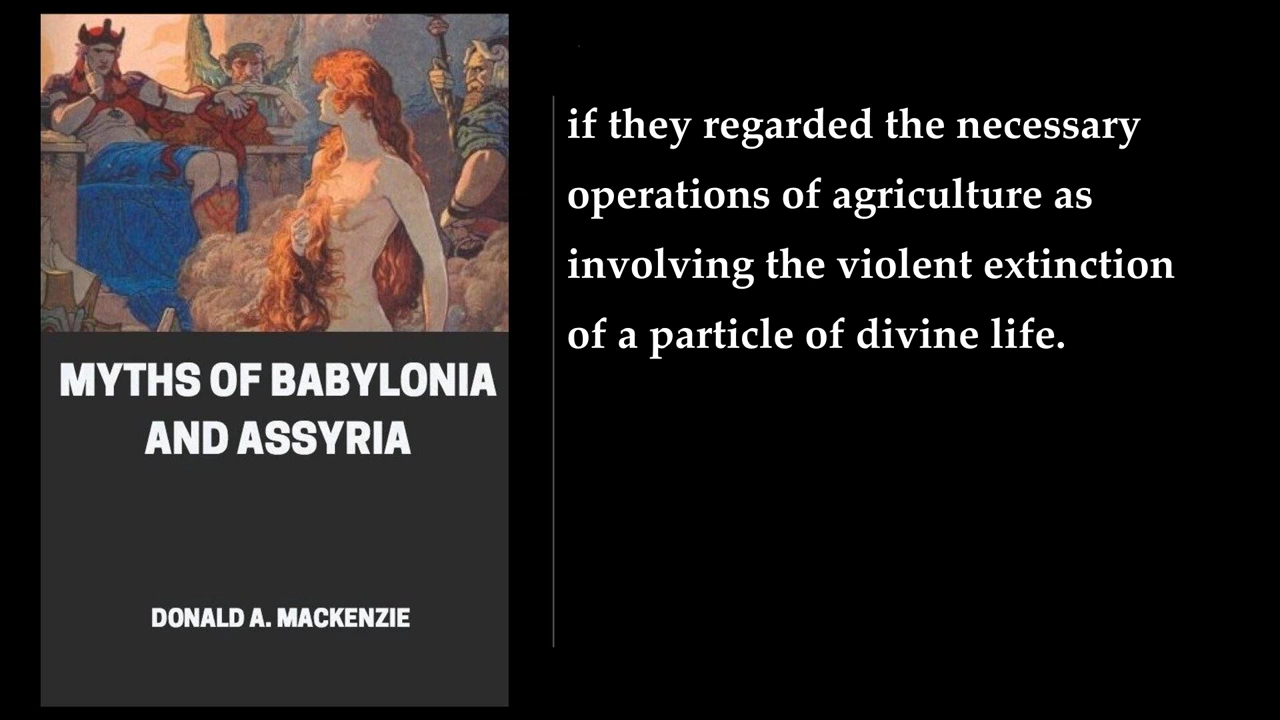 MYTHS OF BABYLONIA
AND ASSYRIA
DONALD A. MACKENZIE
if they regarded the necessary
operations of agriculture as
involving the violent extinction
of a particle of divine life.